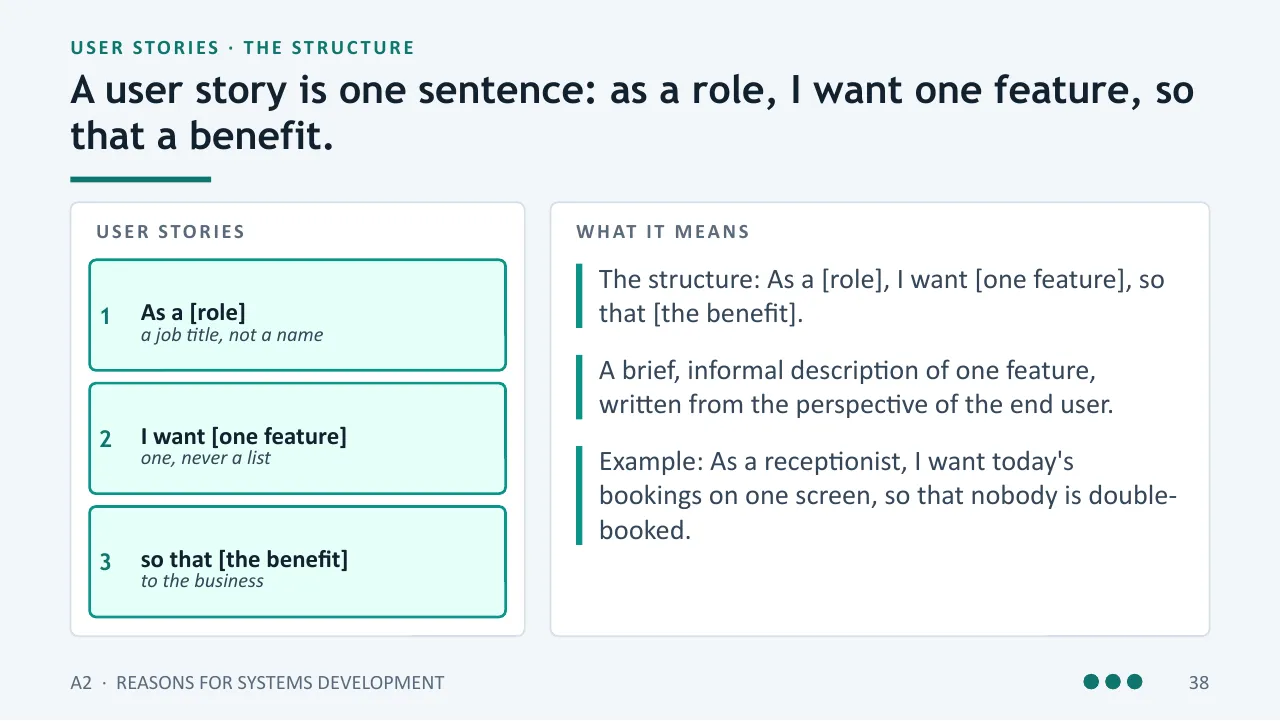 USER STORIES · THE STRUCTURE
A user story is one sentence: as a role, I want one feature, so
that a benefit.
USER STORIES
1
As a [role]
a job title, not a name
2
I want [one feature]
one, never a list
3
so that [the benefit]
to the business
WHAT IT MEANS
The structure: As a [role], I want [one feature], so
that [the benefit].
A brief, informal description of one feature,
written from the perspective of the end user.
Example: As a receptionist, I want today's
bookings on one screen, so that nobody is double-
booked.
A2 · REASONS FOR SYSTEMS DEVELOPMENT
38